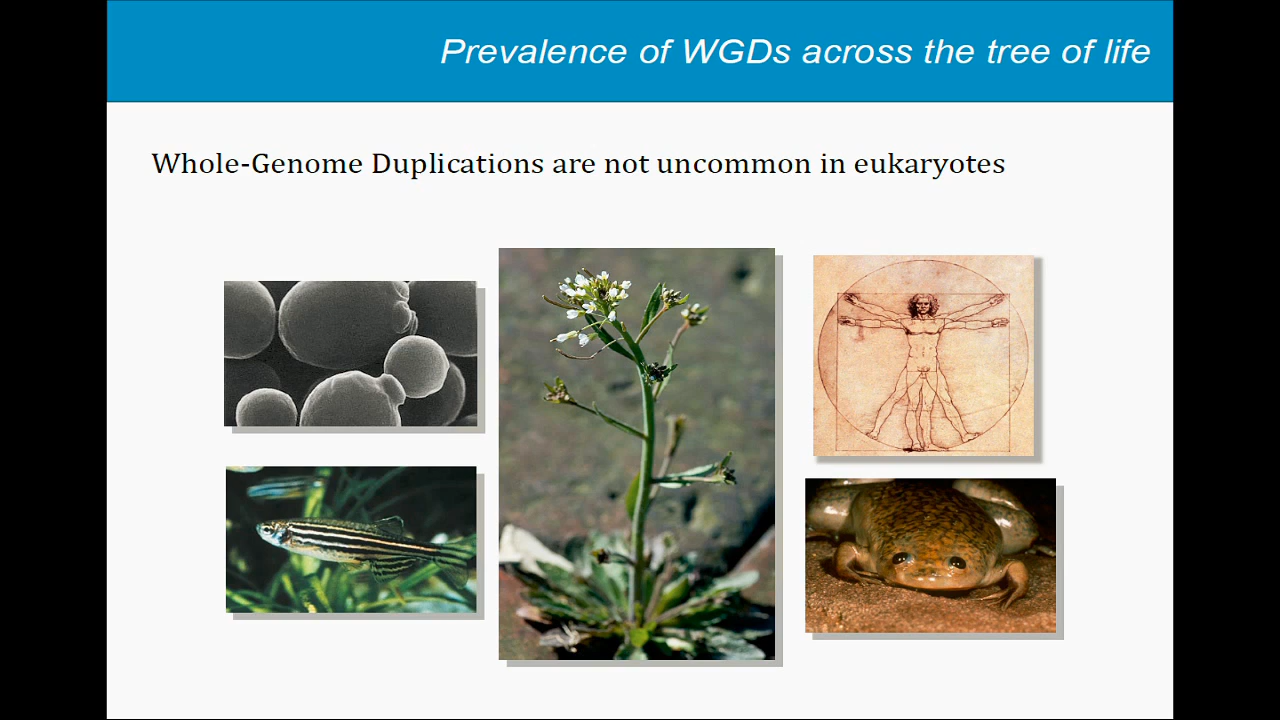 Prevalence of WGDs across the tree of life
Whole-Genome Duplications are not uncommon in eukaryotes